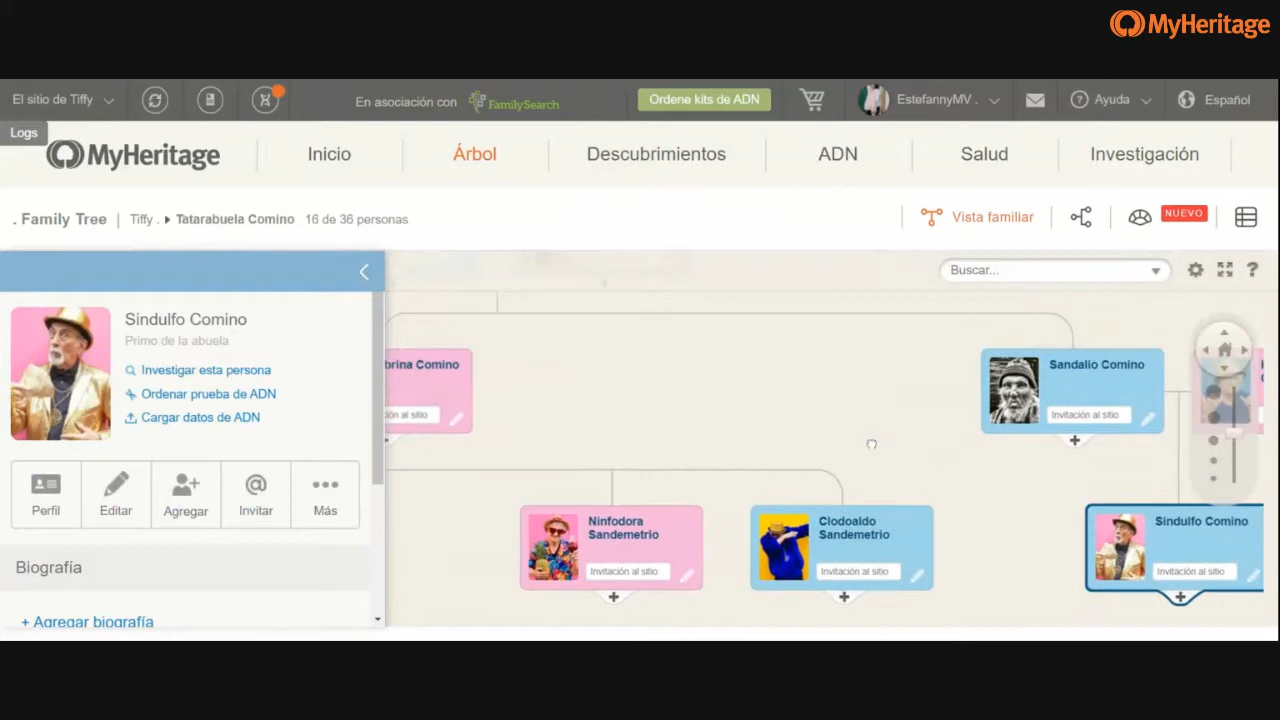 MyHeritage
El sitio de Tiffy
En asociación con FamilySearch
Ordene kits de ADN
EstefannyMV .
Ayuda
Español
Logs
MyHeritage
Inicio
Árbol
Descubrimientos
ADN
Salud
Investigación
. Family Tree | Tiffy . Tatarabuela Comino 16 de 36 personas
Vista familiar
NUEVO
Buscar...
?
Sindulfo Comino
Primo de la abuela
Investigar esta persona
Ordenar prueba de ADN
Cargar datos de ADN
Perfil
Editar
Agregar
Invitar
Más
Biografía
+ Agregar biografía
brina Comino
ión al sitio
Sandalio Comino
Invitación al sitio
Ninfodora
Sandemetrio
Invitación al sitio
Clodoaldo
Sandemetrio
Invitación al sitio
Sindulfo Comino
Invitación al sitio